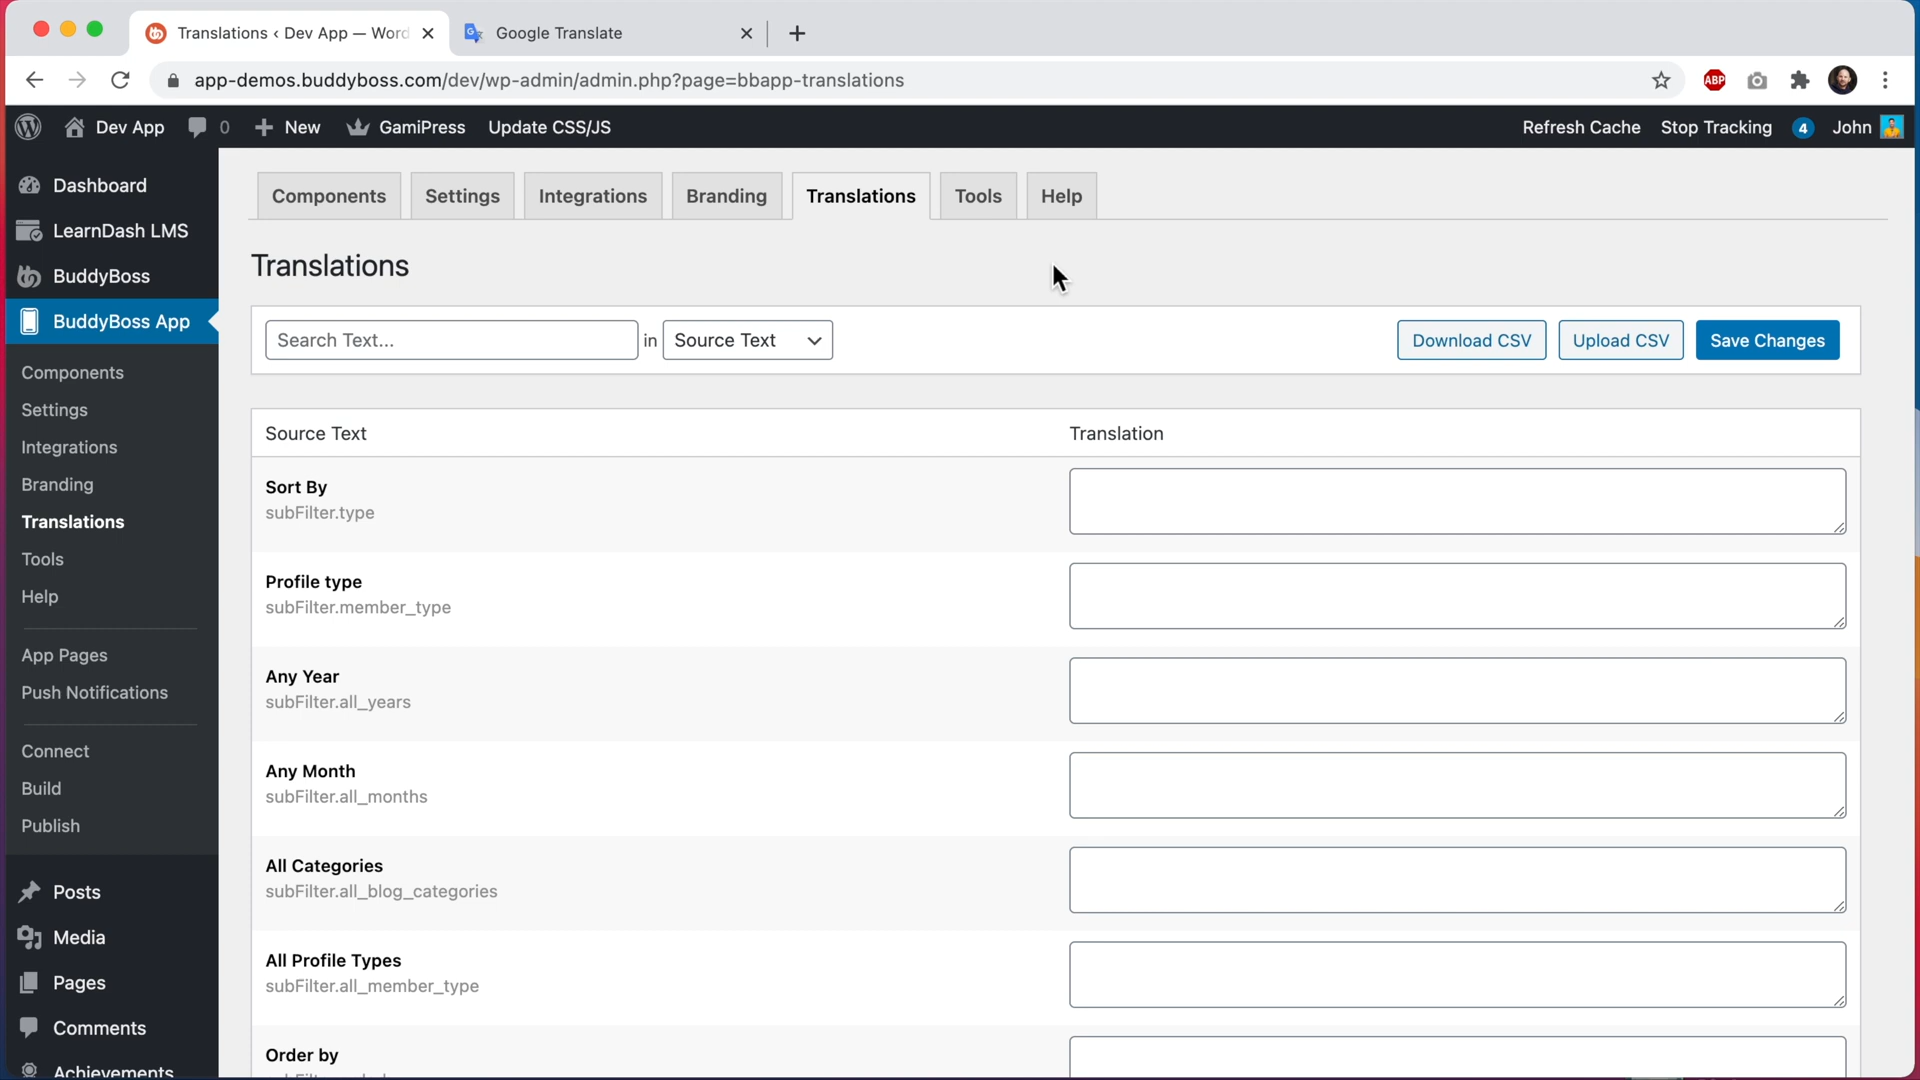 Translations ‹ Dev App — Word
Google Translate
app-demos.buddyboss.com/dev/wp-admin/admin.php?page=bbapp-translations
ABP
Dev App
0
New
GamiPress
Update CSS/JS
Refresh Cache
Stop Tracking
4
John
Dashboard
LearnDash LMS
BuddyBoss
BuddyBoss App
Components
Settings
Integrations
Branding
Translations
Tools
Help
App Pages
Push Notifications
Connect
Build
Publish
Posts
Media
Pages
Comments
Achievements
Components
Settings
Integrations
Branding
Translations
Tools
Help
Translations
Search Text...
in
Source Text
Download CSV
Upload CSV
Save Changes
Source Text
Translation
Sort By
subFilter.type
Profile type
subFilter.member_type
Any Year
subFilter.all_years
Any Month
subFilter.all_months
All Categories
subFilter.all_blog_categories
All Profile Types
subFilter.all_member_type
Order by